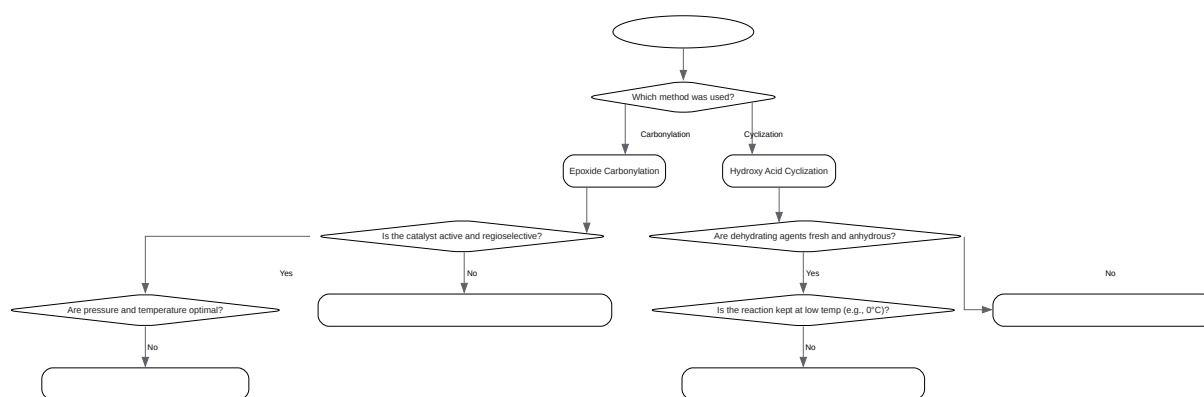 Which method was used?
Carbonylation
Cyclization
Epoxide Carbonylation
Hydroxy Acid Cyclization
Is the catalyst active and regioselective?
Are dehydrating agents fresh and anhydrous?
Yes
No
Yes
No
Are pressure and temperature optimal?
Is the reaction kept at low temp (e.g., 0°C)?
No
No